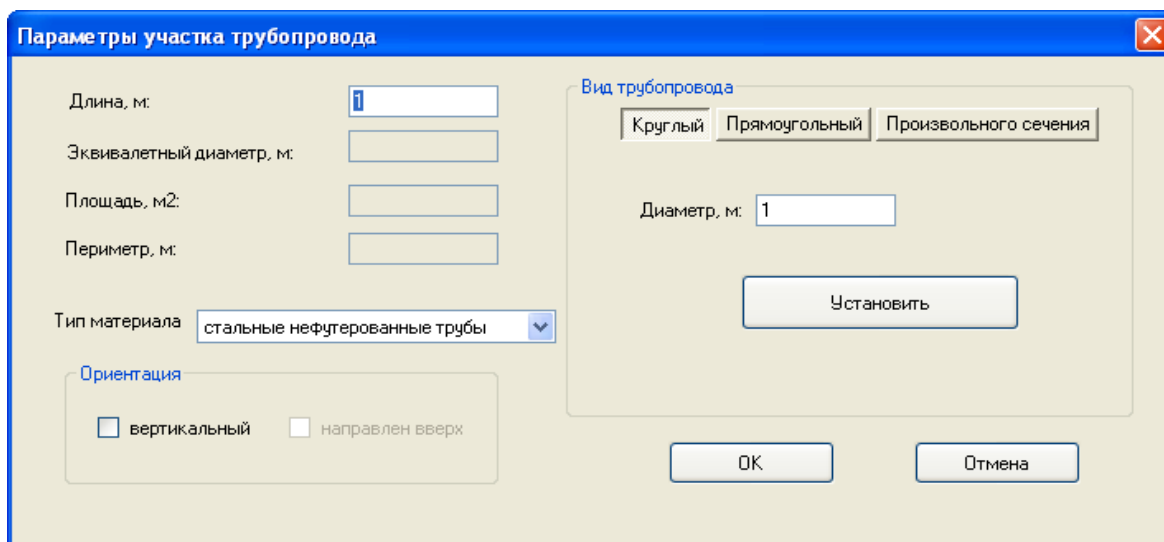 Параметры участка трубопровода
Длина, м:
1
Эквивалетный диаметр, м:
Площадь, м2:
Периметр, м:
Тип материала
стальные нефутерованные трубы
Ориентация
вертикальный
направлен вверх
Вид трубопровода
Круглый
Прямоугольный
Произвольного сечения
Диаметр, м:
1
Установить
OK
Отмена